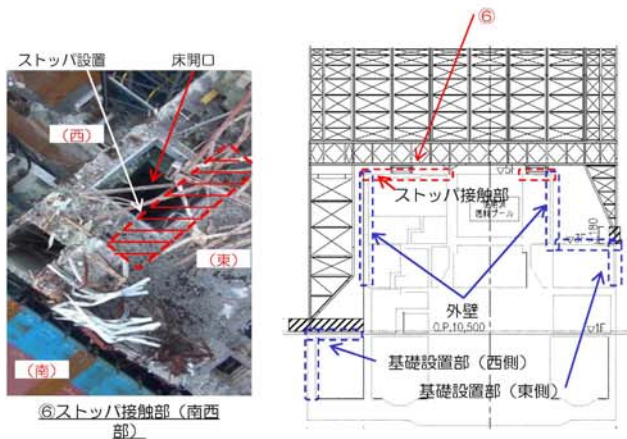 ストッパ設置
床開口
(西)
(東)
(南)
⑥ストッパ接触部(南西
部)
⑥
▽5F
ストッパ接触部
燃料プール
外壁
O.P.10,500
▽1F
基礎設置部(西側)
基礎設置部(東側)